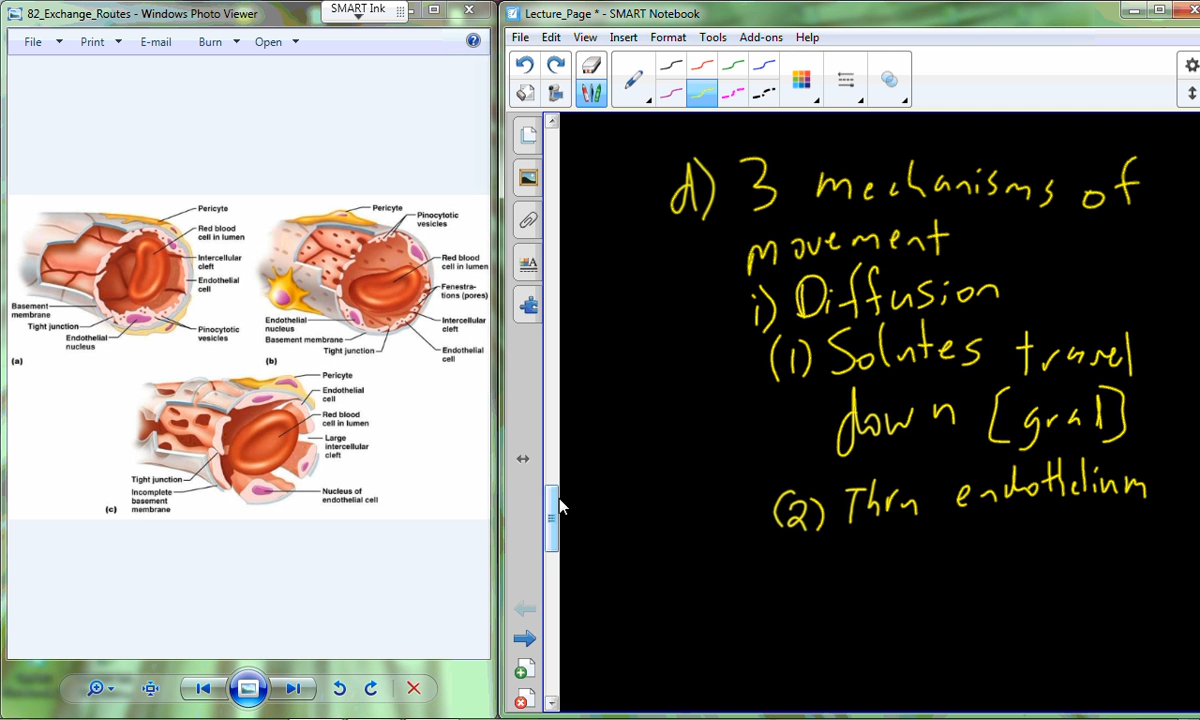 82_Exchange_Routes - Windows Photo Viewer
SMART Ink
File Print E-mail Burn Open
Pericyte
Red blood
cell in lumen
Intercellular
cleft
Endothelial
cell
Basement
membrane
Tight junction
Endothelial
nucleus
Pinocytotic
vesicles
(a)
Pericyte
Pinocytotic
vesicles
Red blood
cell in lumen
Fenestra-
tions (pores)
Intercellular
cleft
Endothelial
nucleus
Basement membrane
Tight junction
Endothelial
cell
(b)
Pericyte
Endothelial
cell
Red blood
cell in lumen
Large
intercellular
cleft
Tight junction
Incomplete
basement
membrane
Nucleus of
endothelial cell
(c)
Lecture_Page * - SMART Notebook
File Edit View Insert Format Tools Add-ons Help
d) 3 mechanisms of
movement
i) Diffusion
(1) Solutes travel
down [grad]
(2) Thru endothelium